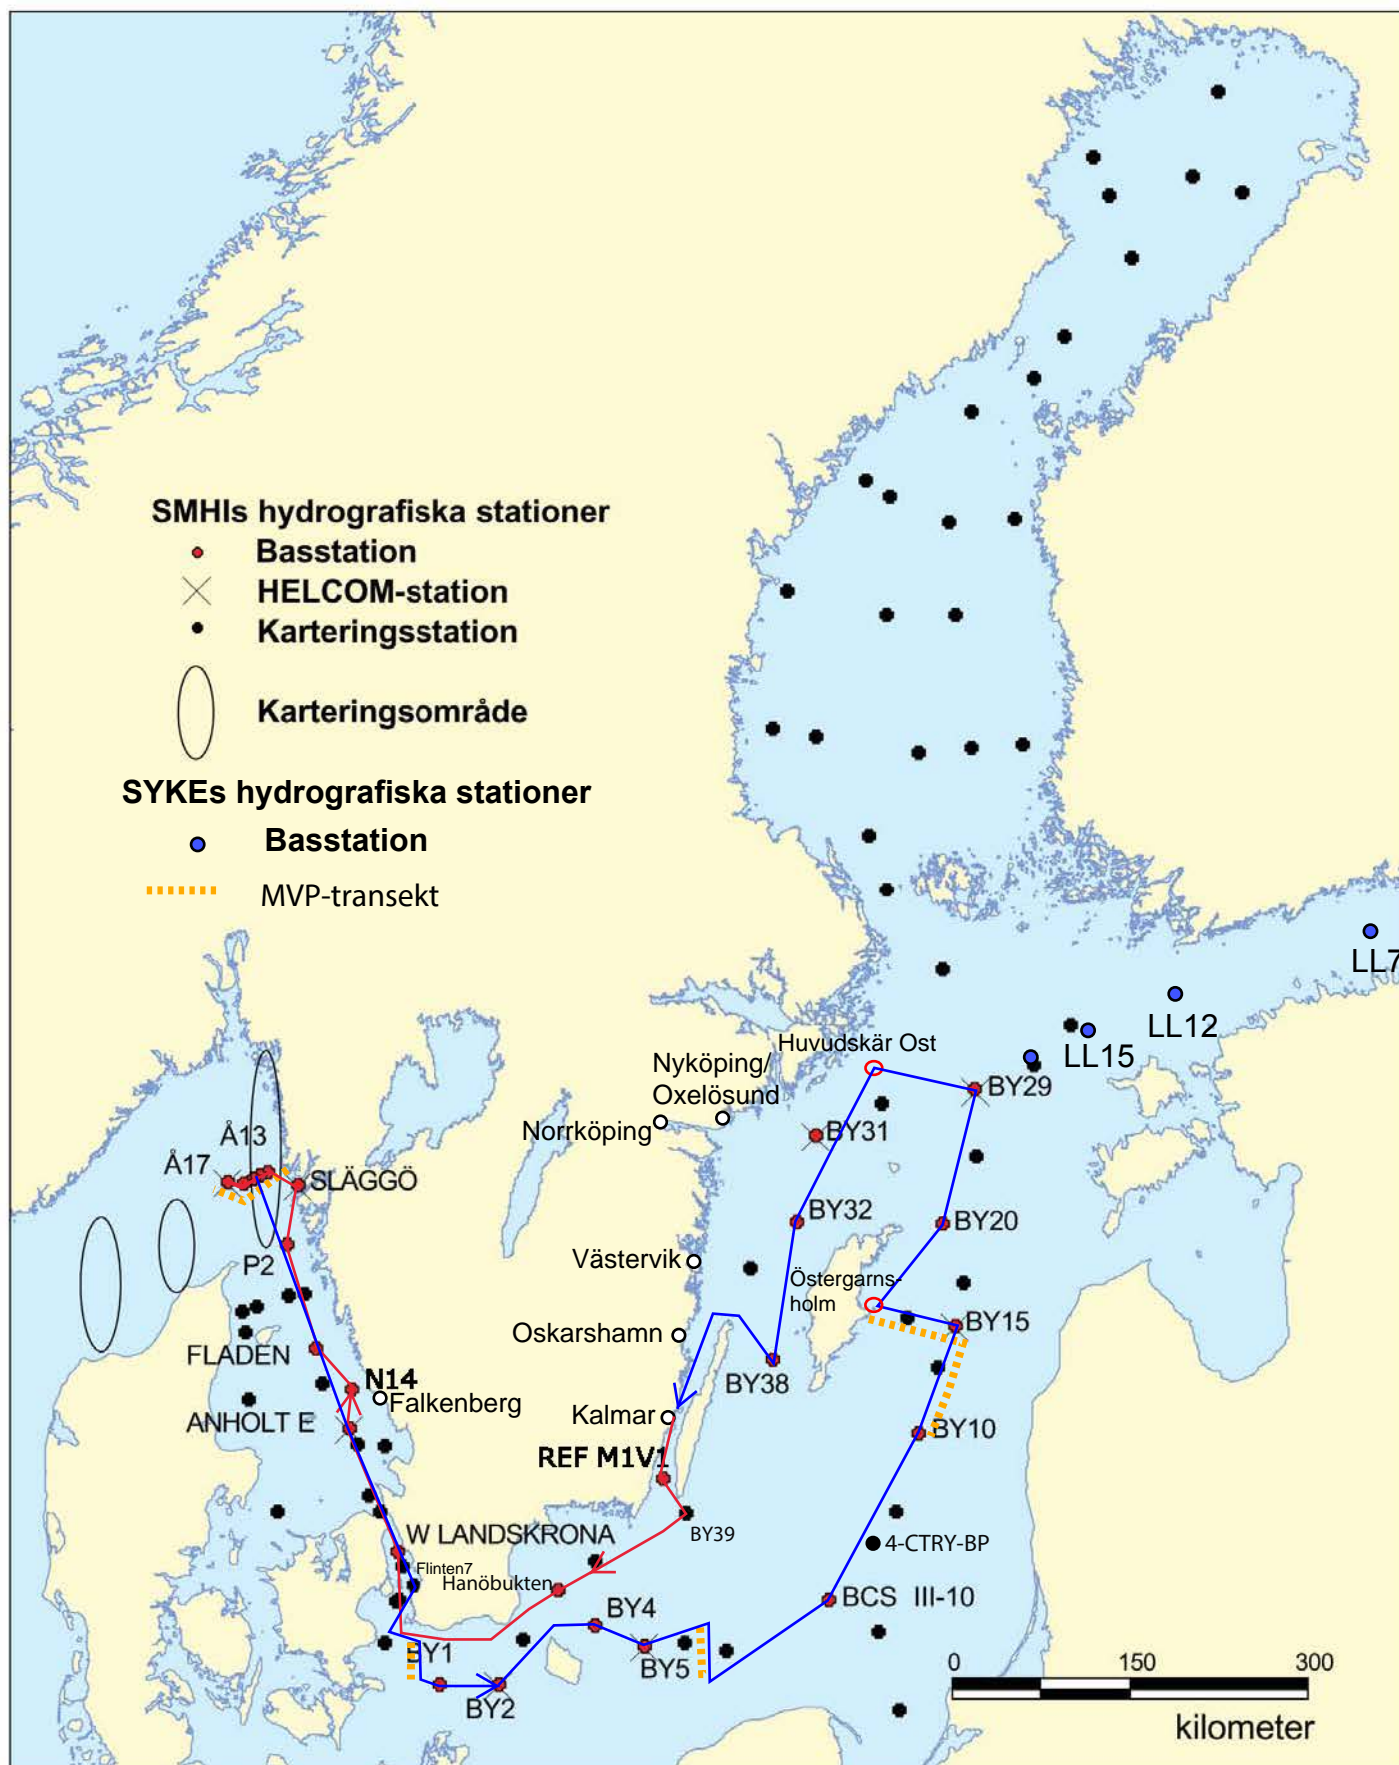 SMHIs hydrografiska stationer
Basstation
HELCOM-station
Karteringsstation
Karteringsområde
SYKEs hydrografiska stationer
Basstation
MVP-transekt
LL7
LL12
LL15
Huvudskär Ost
Nyköping/
Oxelösund
BY29
Norrköping
BY31
Å13
Å17
SLÄGGÖ
BY32
BY20
P2
Västervik
Östergarns-
holm
BY15
Oskarshamn
FLADEN
BY38
N14
Falkenberg
Kalmar
ANHOLT E
BY10
REF M1V1
BY39
W LANDSKRONA
4-CTRY-BP
Flinten7
Hanöbukten
BCS III-10
BY4
BY1
BY5
BY2
0 150 300
kilometer